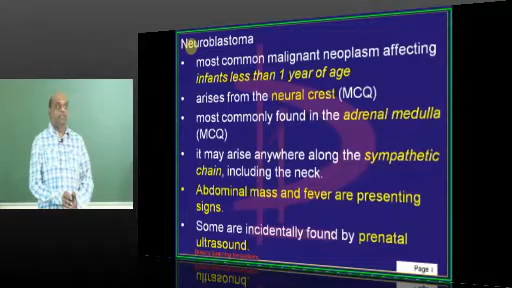 Neuroblastoma
• most common malignant neoplasm affecting
infants less than 1 year of age
• arises from the neural crest (MCQ)
• most commonly found in the adrenal medulla
(MCQ)
• it may arise anywhere along the sympathetic
chain, including the neck.
• Abdominal mass and fever are presenting
signs.
• Some are incidentally found by prenatal
ultrasound.
Page